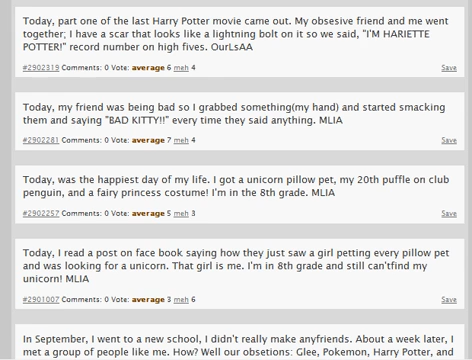 Today, part one of the last Harry Potter movie came out. My obsesive friend and me went
together; I have a scar that looks like a lightning bolt on it so we said, "I'M HARIETTE
POTTER!" record number on high fives. OurLsAA
#2902319 Comments: 0 Vote: average 6 meh 4 Save
Today, my friend was being bad so I grabbed something(my hand) and started smacking
them and saying "BAD KITTY!!" every time they said anything. MLIA
#2902281 Comments: 0 Vote: average 7 meh 4 Save
Today, was the happiest day of my life. I got a unicorn pillow pet, my 20th puffle on club
penguin, and a fairy princess costume! I'm in the 8th grade. MLIA
#2902257 Comments: 0 Vote: average 5 meh 3 Save
Today, I read a post on face book saying how they just saw a girl petting every pillow pet
and was looking for a unicorn. That girl is me. I'm in 8th grade and still can'tfind my
unicorn! MLIA
#2901007 Comments: 0 Vote: average 3 meh 6 Save
In September, I went to a new school, I didn't really make anyfriends. About a week later, I
met a group of people like me. How? Well our obsetions: Glee, Pokemon, Harry Potter, and